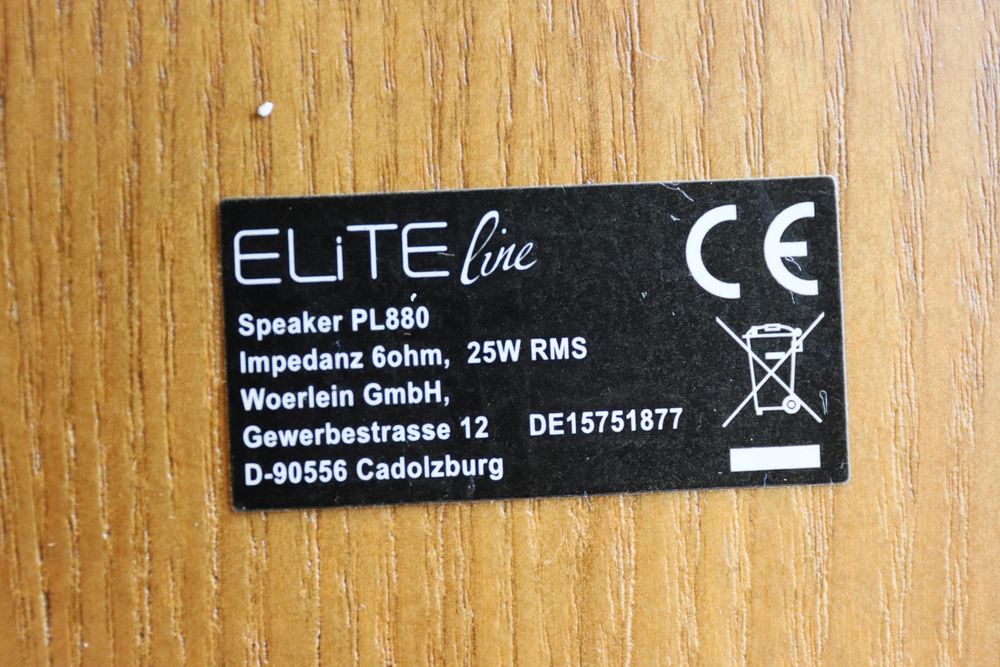 ELiTE line
CE
Speaker PL880
Impedanz 6ohm, 25W RMS
Woerlein GmbH,
Gewerbestrasse 12 DE15751877
D-90556 Cadolzburg